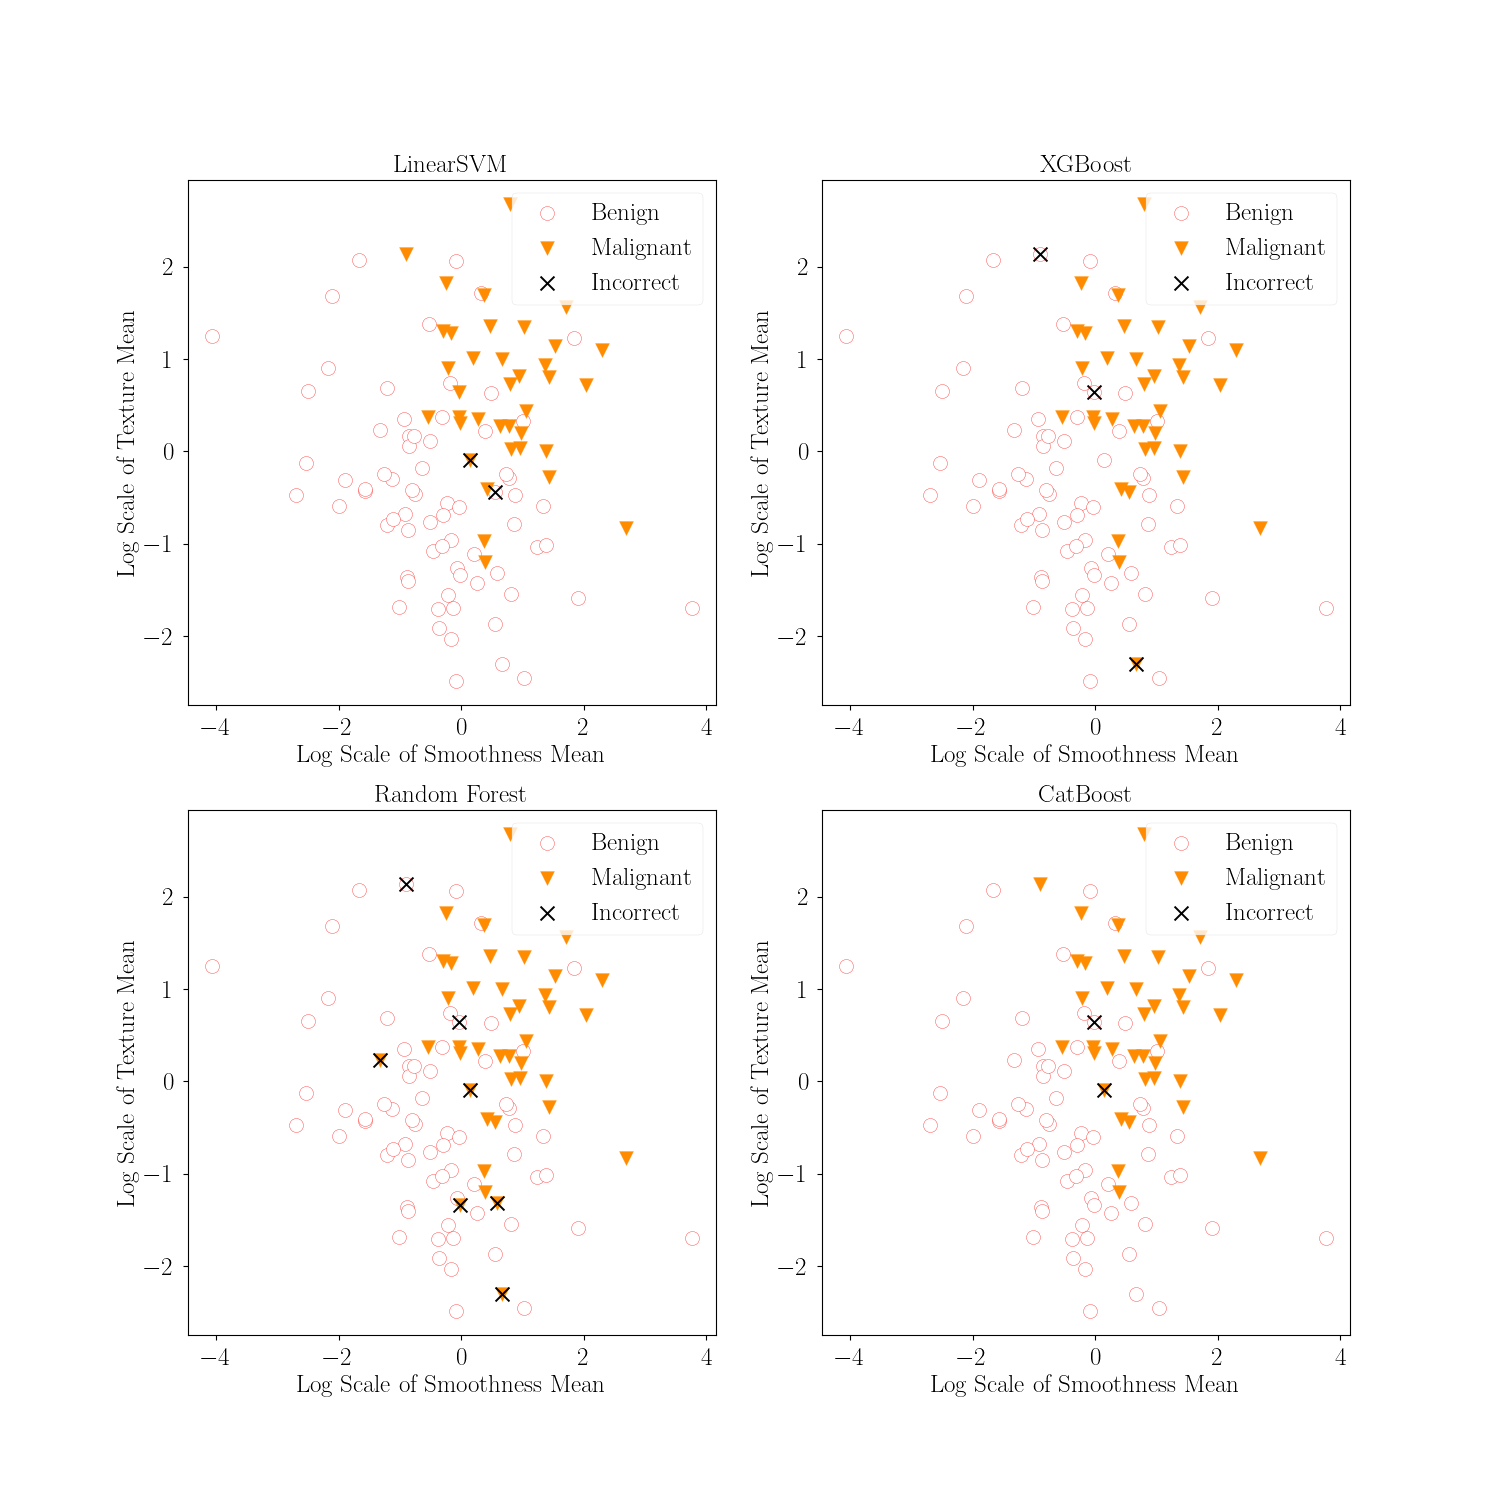 LinearSVM
Log Scale of Texture Mean
2
1
0
−1
−2
Benign
Malignant
Incorrect
−4 −2 0 2 4
Log Scale of Smoothness Mean
XGBoost
Log Scale of Texture Mean
2
1
0
−1
−2
Benign
Malignant
Incorrect
−4 −2 0 2 4
Log Scale of Smoothness Mean
Random Forest
Log Scale of Texture Mean
2
1
0
−1
−2
Benign
Malignant
Incorrect
−4 −2 0 2 4
Log Scale of Smoothness Mean
CatBoost
Log Scale of Texture Mean
2
1
0
−1
−2
Benign
Malignant
Incorrect
−4 −2 0 2 4
Log Scale of Smoothness Mean